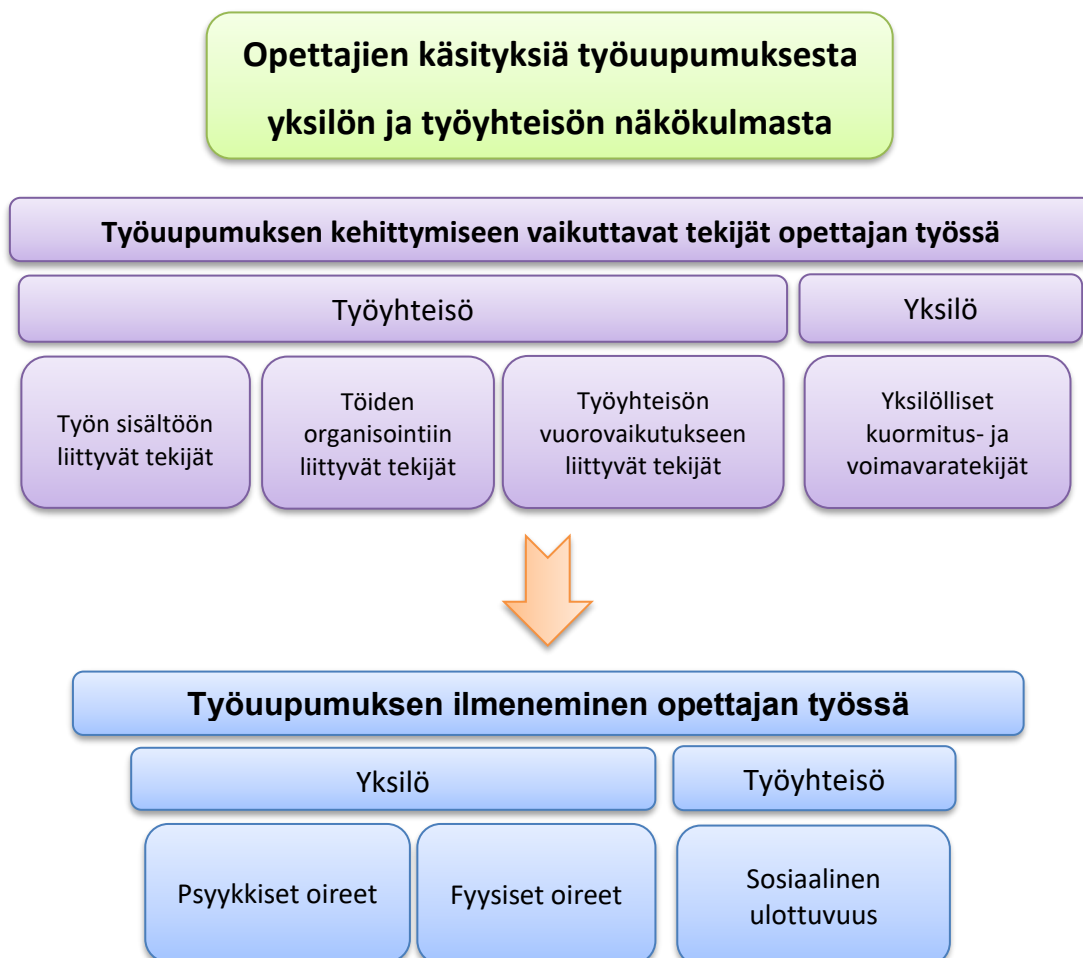 Opettajien käsityksiä työuupumuksesta
yksilön ja työyhteisön näkökulmasta
Työuupumuksen kehittymiseen vaikuttavat tekijät opettajan työssä
Työyhteisö
Yksilö
Työn sisältöön
liittyvät tekijät
Töiden
organisointiin
liittyvät tekijät
Työyhteisön
vuorovaikutukseen
liittyvät tekijät
Yksilölliset
kuormitus- ja
voimavaratekijät
Työuupumuksen ilmeneminen opettajan työssä
Yksilö
Työyhteisö
Psyykkiset oireet
Fyysiset oireet
Sosiaalinen
ulottuvuus